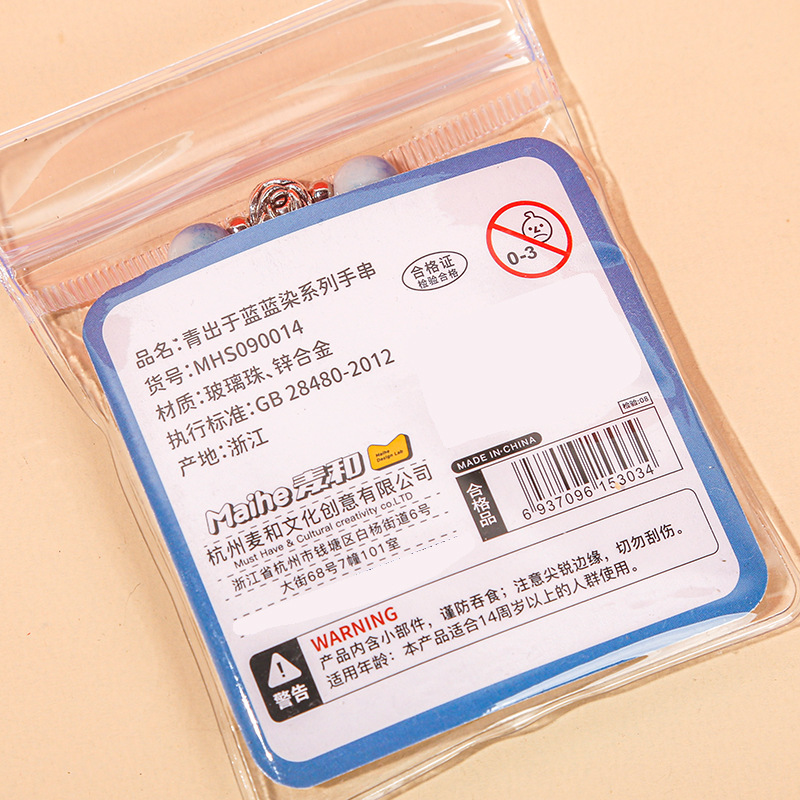 0-3
合格证
检验合格
品名：青出于蓝蓝染系列手串
货号：MHS090014
材质：玻璃珠、锌合金
执行标准：GB 28480-2012
产地：浙江
检验:08
MADE IN CHINA
合格品
6 937096 153034
Maihe 麦和
Maihe
Design Lab
杭州麦和文化创意有限公司
Must Have & Cultural creativity co.LTD
浙江省杭州市钱塘区白杨街道6号
大街68号7幢101室
警告
WARNING
产品内含小部件，谨防吞食；注意尖锐边缘，切勿刮伤。
适用年龄：本产品适合14周岁以上的人群使用。